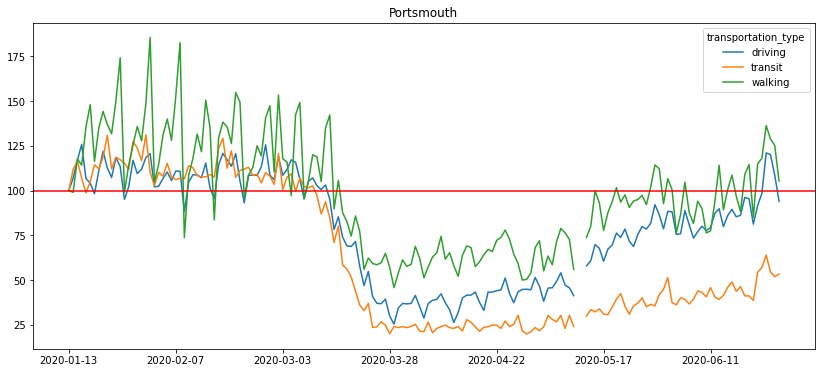 Portsmouth
transportation_type
driving
transit
walking
175
150
125
100
75
50
25
2020-01-13
2020-02-07
2020-03-03
2020-03-28
2020-04-22
2020-05-17
2020-06-11